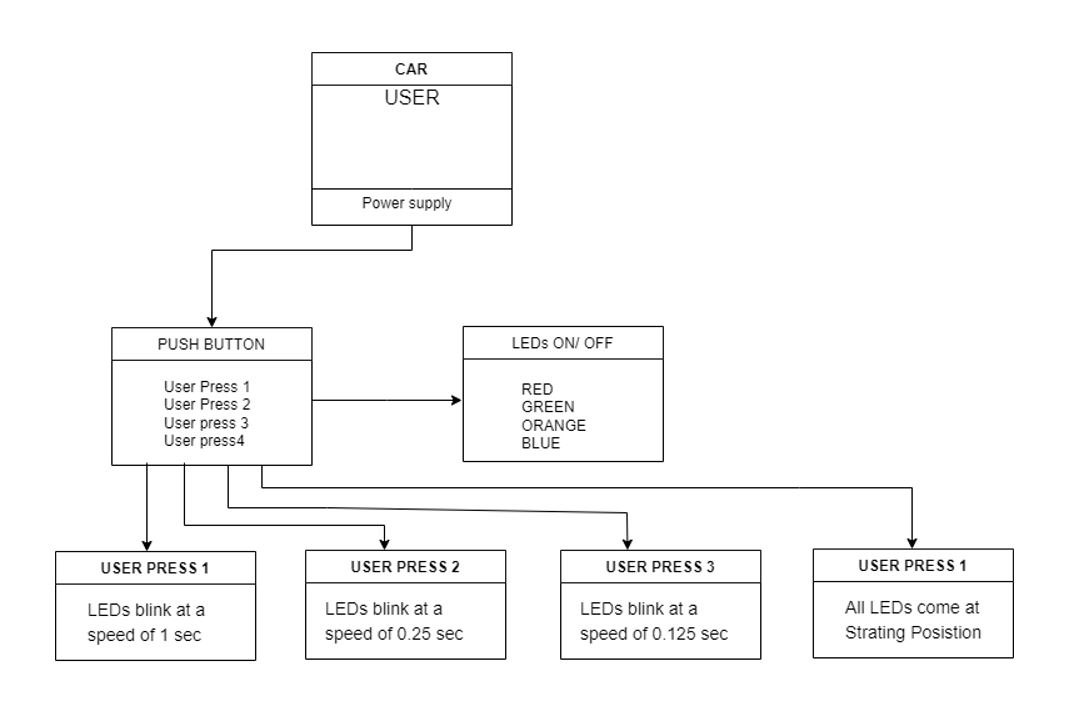 CAR
USER
Power supply
PUSH BUTTON
User Press 1
User Press 2
User press 3
User press4
LEDs ON/ OFF
RED
GREEN
ORANGE
BLUE
USER PRESS 1
LEDs blink at a
speed of 1 sec
USER PRESS 2
LEDs blink at a
speed of 0.25 sec
USER PRESS 3
LEDs blink at a
speed of 0.125 sec
USER PRESS 1
All LEDs come at
Strating Posistion